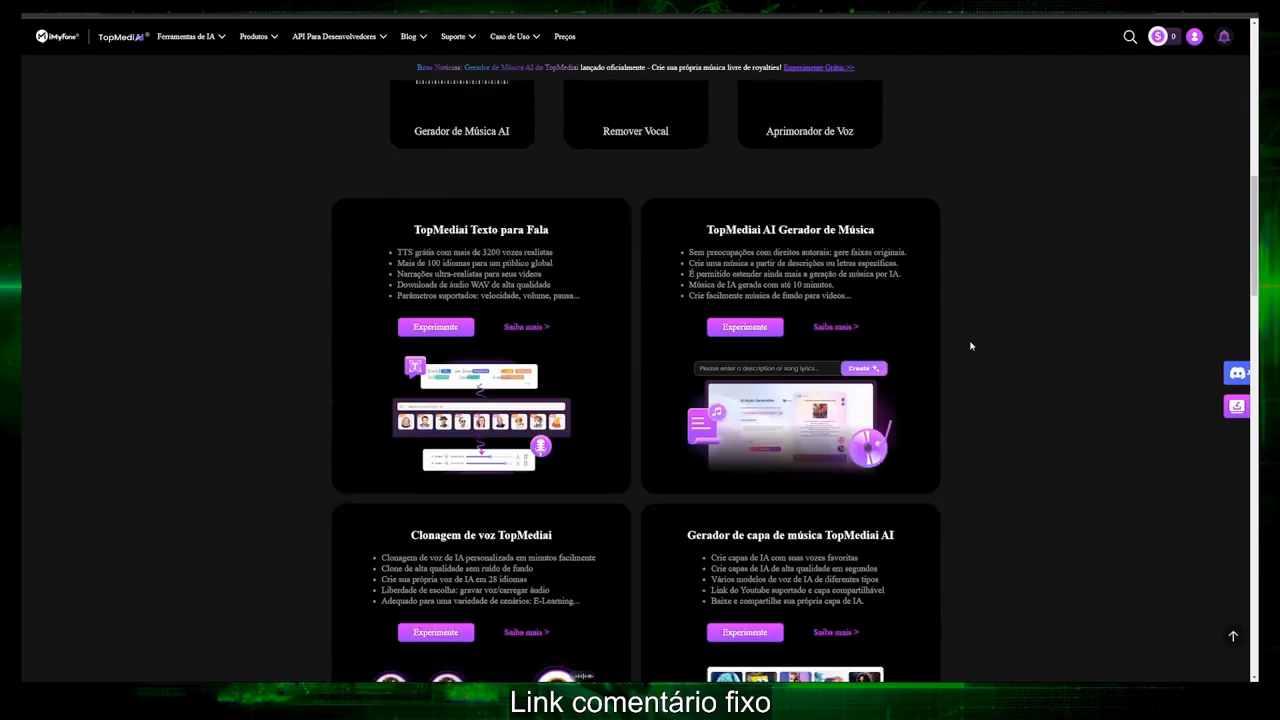 iMyFone® TopMediAi® Ferramentas de IA Produtos API Para Desenvolvedores Blog Suporte Caso de Uso Preços 0
Boas Notícias: Gerador de Música AI do TopMediai lançado oficialmente - Crie sua própria música livre de royalties! Experimente Grátis >>
Gerador de Música AI
Remover Vocal
Aprimorador de Voz
TopMediai Texto para Fala
• TTS grátis com mais de 3200 vozes realistas
• Mais de 100 idiomas para um público global
• Narrações ultra-realistas para seus vídeos
• Downloads de áudio WAV de alta qualidade
• Parâmetros suportados: velocidade, volume, pausa...
Experimente Saiba mais >
TopMediai AI Gerador de Música
• Sem preocupações com direitos autorais: gere faixas originais.
• Crie uma música a partir de descrições ou letras específicas.
• É permitido estender ainda mais a geração de música por IA.
• Música de IA gerada com até 10 minutos.
• Crie facilmente música de fundo para vídeos...
Experimente Saiba mais >
Please enter a description or song lyrics... Create
Clonagem de voz TopMediai
• Clonagem de voz de IA personalizada em minutos facilmente
• Clone de alta qualidade sem ruído de fundo
• Crie sua própria voz de IA em 28 idiomas
• Liberdade de escolha: gravar voz/carregar áudio
• Adequado para uma variedade de cenários: E-Learning...
Experimente Saiba mais >
Gerador de capa de música TopMediai AI
• Crie capas de IA com suas vozes favoritas
• Crie capas de IA de alta qualidade em segundos
• Vários modelos de voz de IA de diferentes tipos
• Link do Youtube suportado e capa compartilhável
• Baixe e compartilhe sua própria capa de IA.
Experimente Saiba mais >
Link comentário fixo